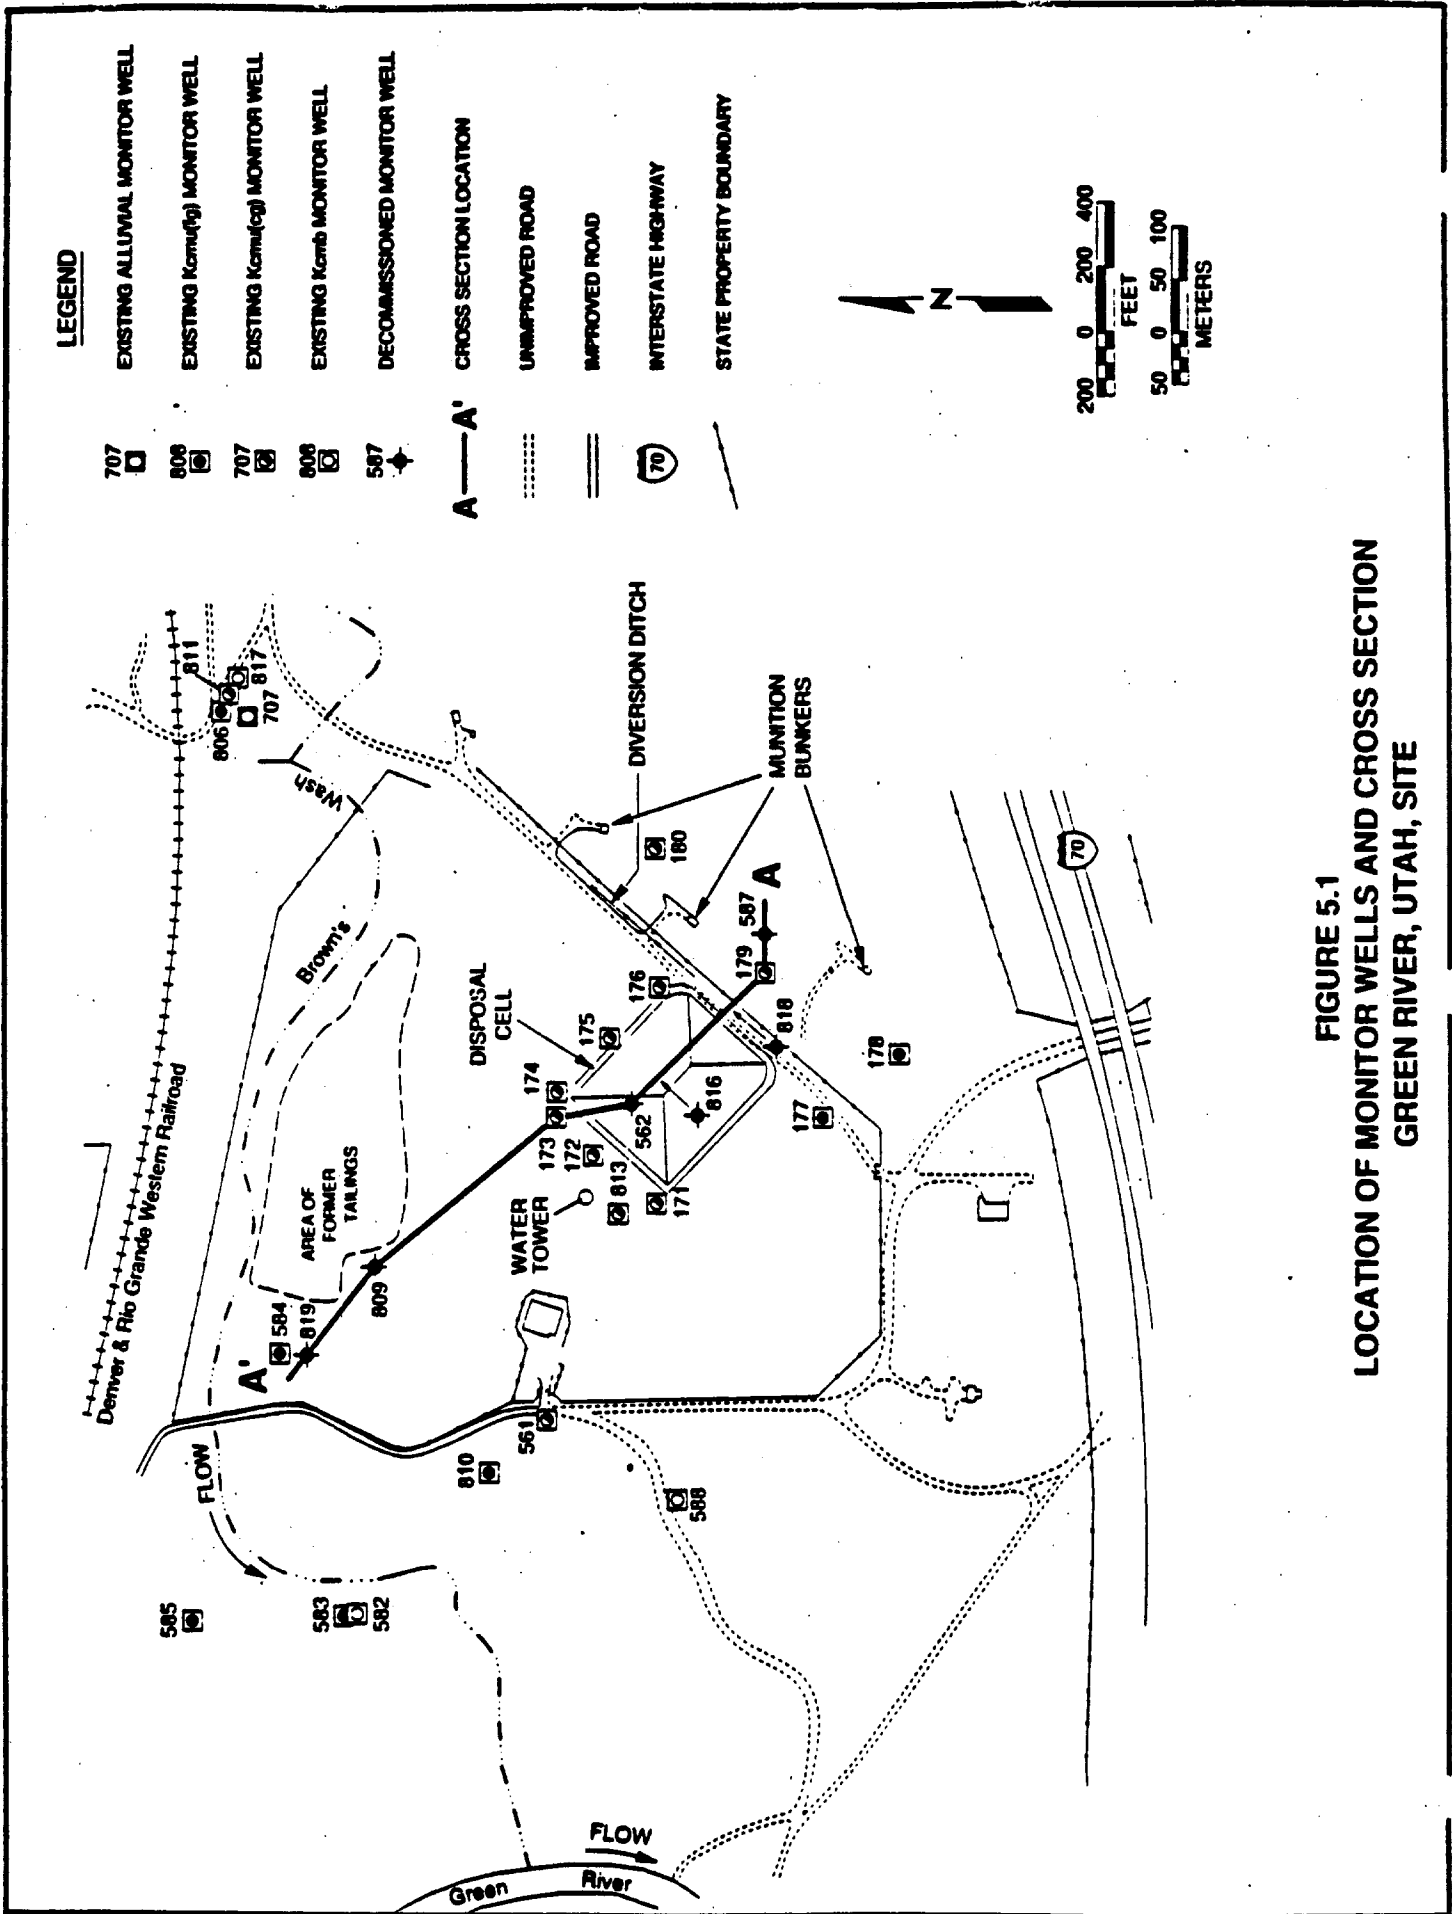 LEGEND
707
EXISTING ALLUVIAL MONITOR WELL
808
EXISTING Kcmu(fg) MONITOR WELL
707
EXISTING Kcmu(cg) MONITOR WELL
808
EXISTING Kcmb MONITOR WELL
587
DECOMMISSIONED MONITOR WELL
A A'
CROSS SECTION LOCATION
UNIMPROVED ROAD
IMPROVED ROAD
70
INTERSTATE HIGHWAY
STATE PROPERTY BOUNDARY
N
200 0 200 400
FEET
50 0 50 100
METERS
Denver & Rio Grande Western Railroad
811
817
806
707
Wash
Brown's
FLOW
585
583
582
A'
584
819
809
AREA OF
FORMER
TAILINGS
DISPOSAL
CELL
DIVERSION DITCH
MUNITION
BUNKERS
180
176
175
174
173
172
WATER
TOWER
813
171
562
816
179
587
A
818
178
177
810
561
588
70
Green
River
FLOW
FIGURE 5.1
LOCATION OF MONITOR WELLS AND CROSS SECTION
GREEN RIVER, UTAH, SITE